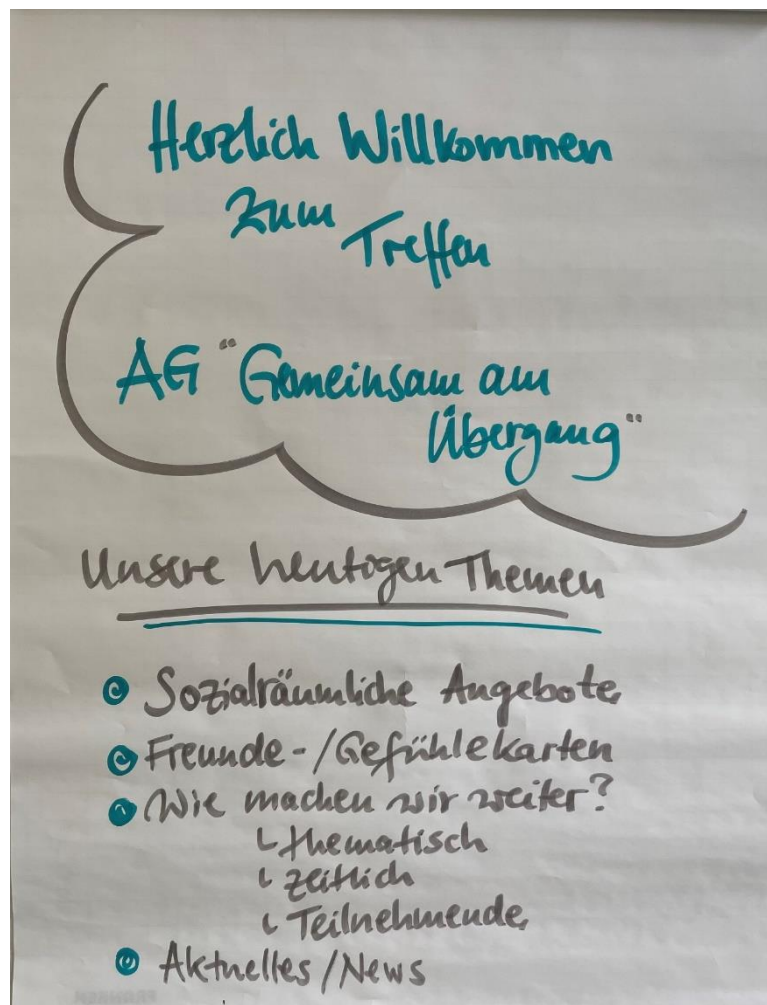 Herzlich Willkommen
zum Treffen
AG "Gemeinsam am
Übergang"
Unsere heutigen Themen
Sozialräumliche Angebote
Freunde-/Gefühlekarten
Wie machen wir weiter?
thematisch
zeitlich
Teilnehmende
Aktuelles/News